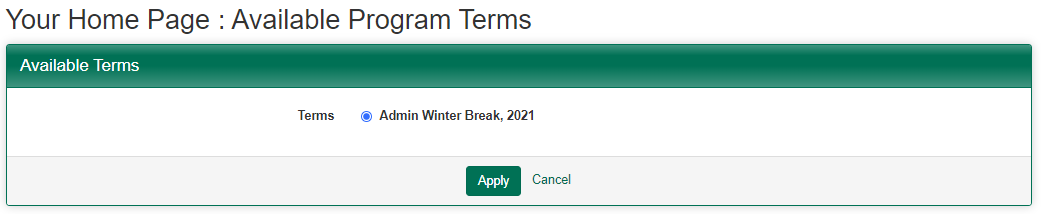 Your Home Page : Available Program Terms
Available Terms
Terms Admin Winter Break, 2021
Apply Cancel